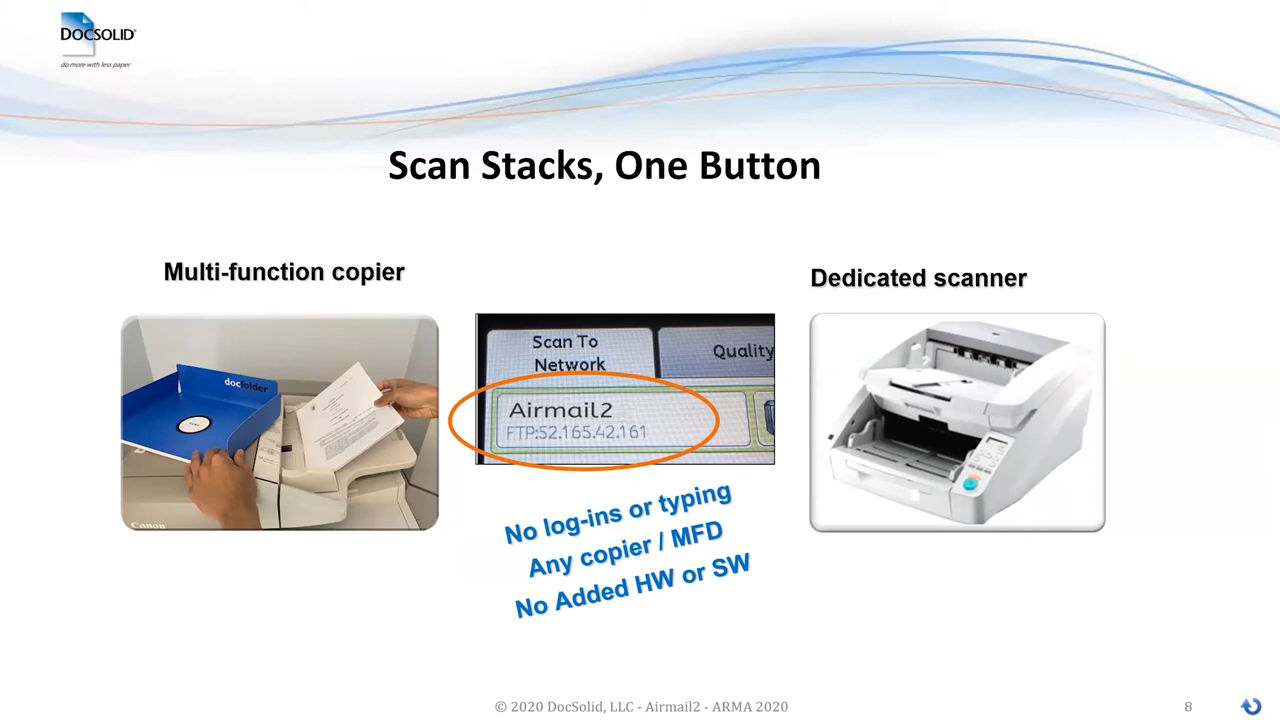 DOCSOLID
do more with less paper
Scan Stacks, One Button
Multi-function copier
Dedicated scanner
docfolder
Canon
Scan To
Network
Quality
Airmail2
FTP:52.165.42.161
No log-ins or typing
Any copier / MFD
No Added HW or SW
© 2020 DocSolid, LLC - Airmail2 - ARMA 2020
8